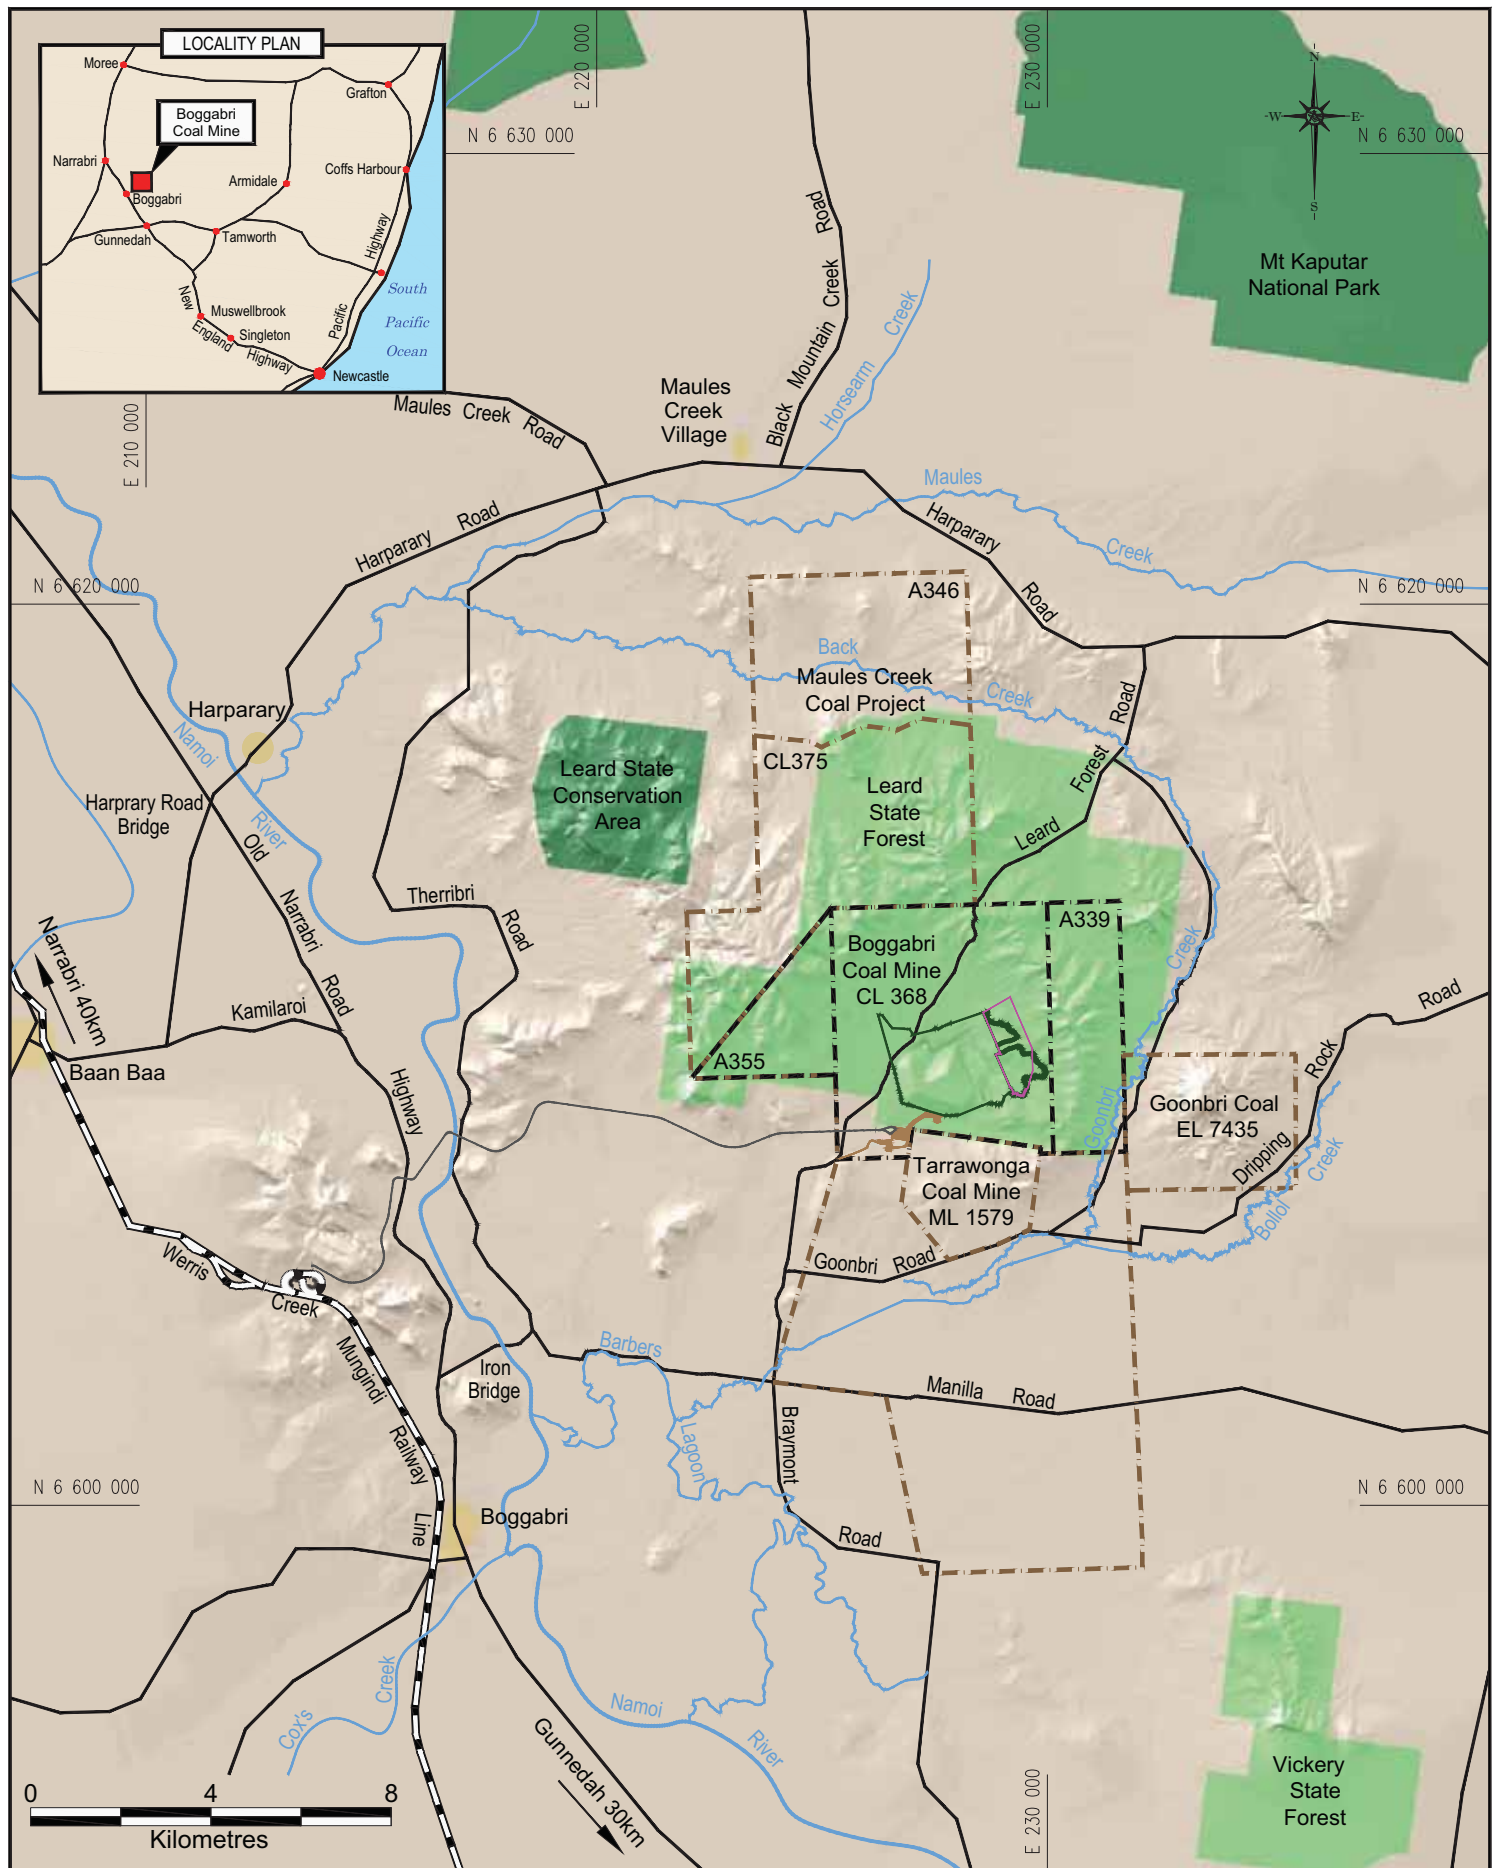 LOCALITY PLAN
Moree
Grafton
Boggabri
Coal Mine
Narrabri
Boggabri
Armidale
Coffs Harbour
Gunnedah
Tamworth
Highway
Pacific
New
England
Highway
Muswellbrook
Singleton
Newcastle
South
Pacific
Ocean
E 220 000
E 230 000
N 6 630 000
N 6 630 000
N
W
E
S
Mt Kaputar
National Park
Black Mountain Creek Road
Horsearm Creek
Maules
Creek
Village
E 210 000
Maules Creek Road
Harparary Road
Maules Creek
Harparary Road
N 6 620 000
N 6 620 000
A346
Back Creek
Maules Creek
Coal Project
CL375
Harparary
Namoi River
Harprary Road
Bridge
Leard State
Conservation
Area
Leard
State
Forest
Leard Forest Road
Old Narrabri Road
Therribri Road
Narrabri 40km
Kamilaroi
Highway
Baan Baa
Boggabri
Coal Mine
CL 368
A339
A355
Goonbri Creek
Dripping Rock Road
Goonbri Coal
EL 7435
Tarrawonga
Coal Mine
ML 1579
Bollol Creek
Goonbri Road
Werris Creek Mungindi Railway Line
Iron
Bridge
Barbers Lagoon
Manilla Road
Braymont Road
N 6 600 000
N 6 600 000
Boggabri
Cox's Creek
Namoi River
Gunnedah 30km
Vickery
State
Forest
E 230 000
0 4 8
Kilometres